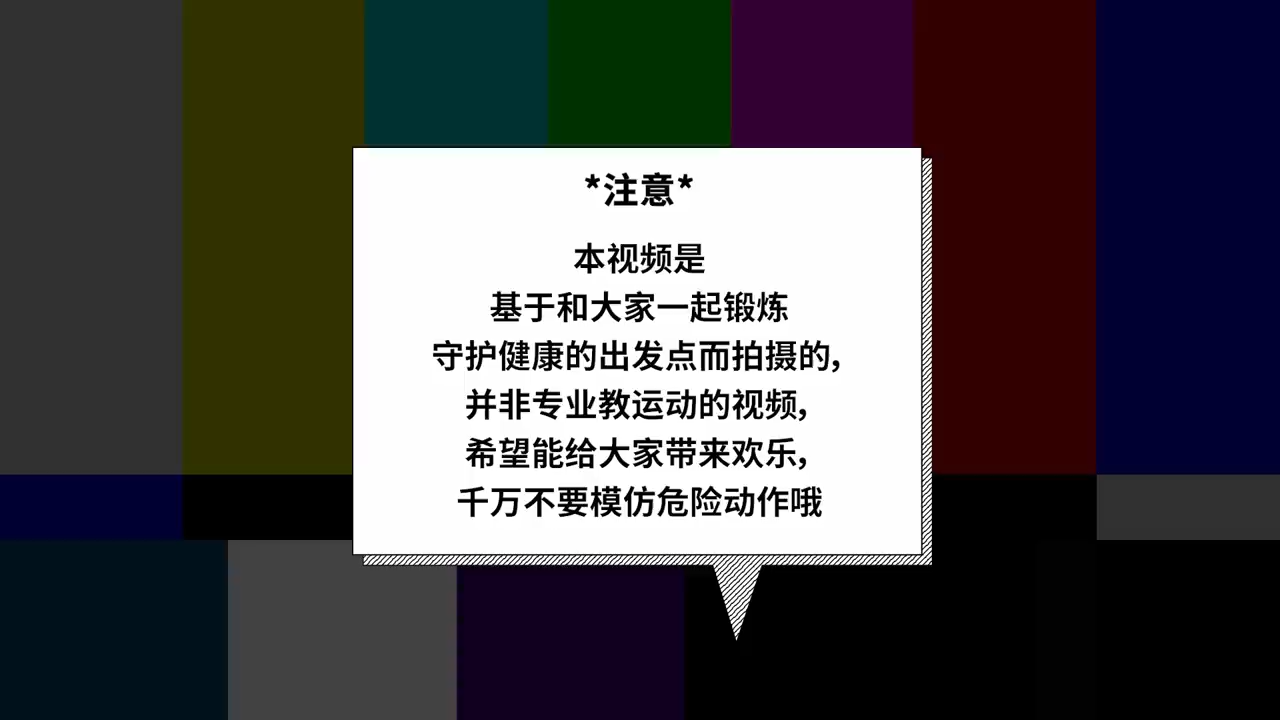 *注意*
本视频是
基于和大家一起锻炼
守护健康的出发点而拍摄的,
并非专业教运动的视频,
希望能给大家带来欢乐,
千万不要模仿危险动作哦